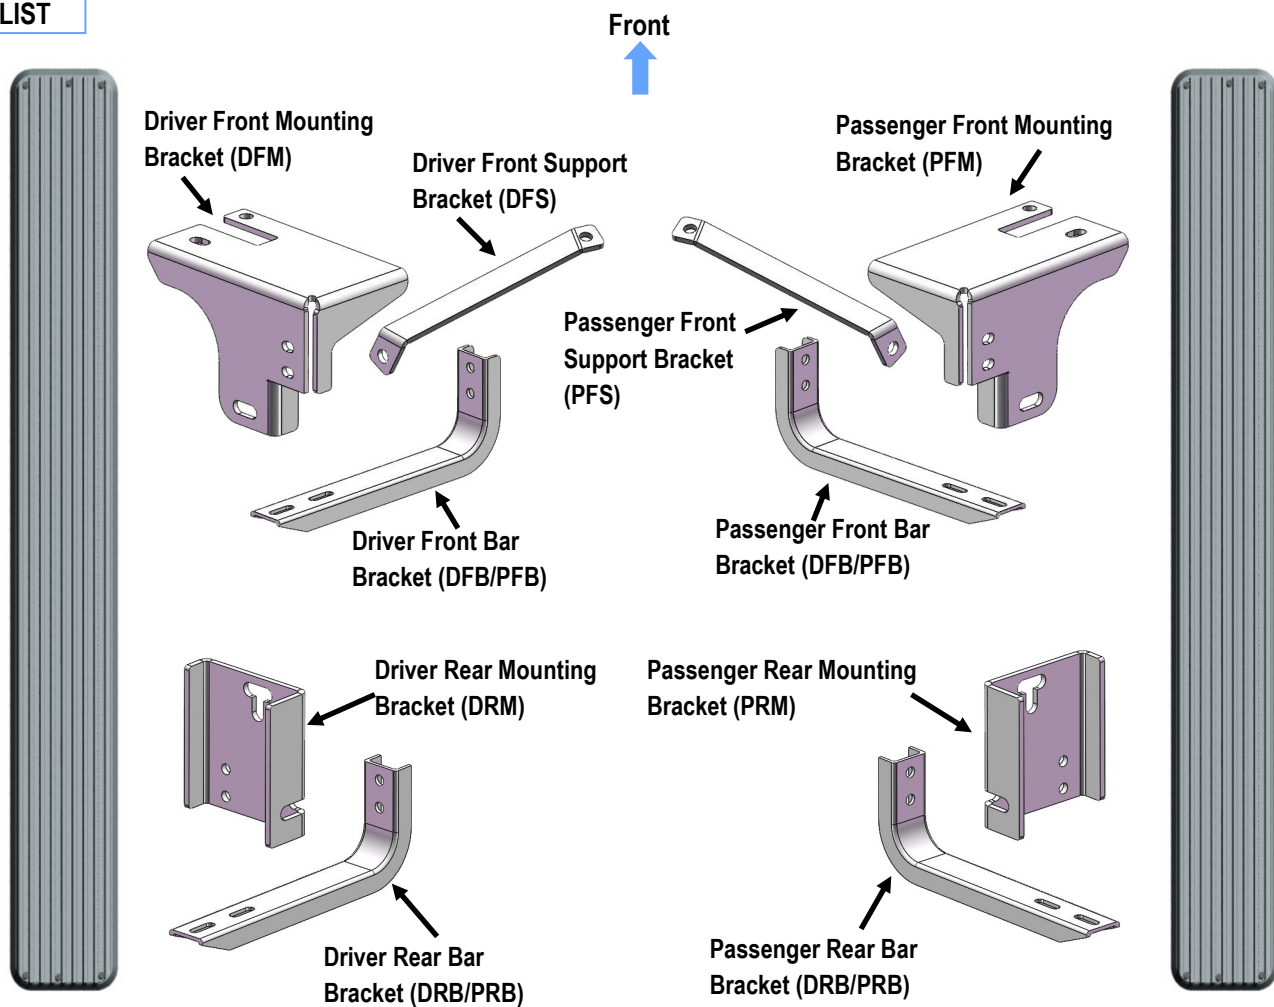 LIST
Front
Driver Front Mounting
Bracket (DFM)
Driver Front Support
Bracket (DFS)
Passenger Front Mounting
Bracket (PFM)
Passenger Front
Support Bracket
(PFS)
Driver Front Bar
Bracket (DFB/PFB)
Passenger Front Bar
Bracket (DFB/PFB)
Driver Rear Mounting
Bracket (DRM)
Passenger Rear Mounting
Bracket (PRM)
Driver Rear Bar
Bracket (DRB/PRB)
Passenger Rear Bar
Bracket (DRB/PRB)